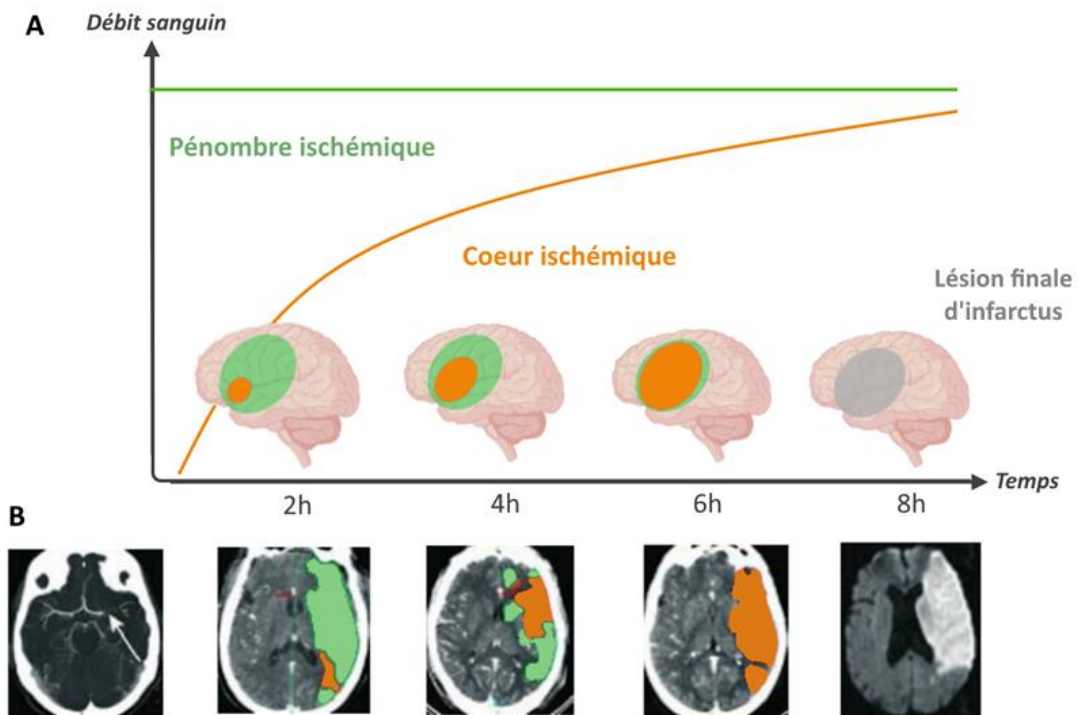 A
Débit sanguin
Pénombre ischémique
Coeur ischémique
Lésion finale
d'infarctus
Temps
2h
4h
6h
8h
B